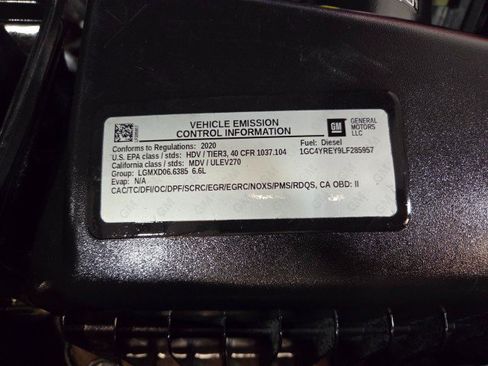 VEHICLE EMISSION
CONTROL INFORMATION
GM
GENERAL
MOTORS
LLC
Conforms to Regulations: 2020
Fuel: Diesel
U.S. EPA class / stds: HDV / TIER3, 40 CFR 1037.104
1GC4YREY9LF285957
California class / stds: MDV / ULEV270
Group: LGMXD06.6385 6.6L
Evap: N/A
CAC/TC/DFI/OC/DPF/SCRC/EGR/EGRC/NOXS/PMS/RDQS, CA OBD: II